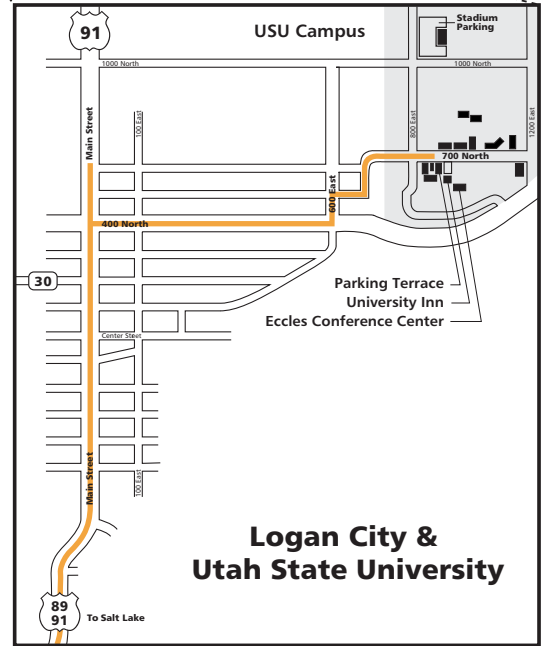 91
USU Campus
Stadium
Parking
1000 North
1000 North
Main Street
100 East
800 East
1200 East
700 North
600 East
400 North
30
Parking Terrace
University Inn
Eccles Conference Center
Center Steet
Main Street
100 East
Logan City &
Utah State University
89
91
To Salt Lake